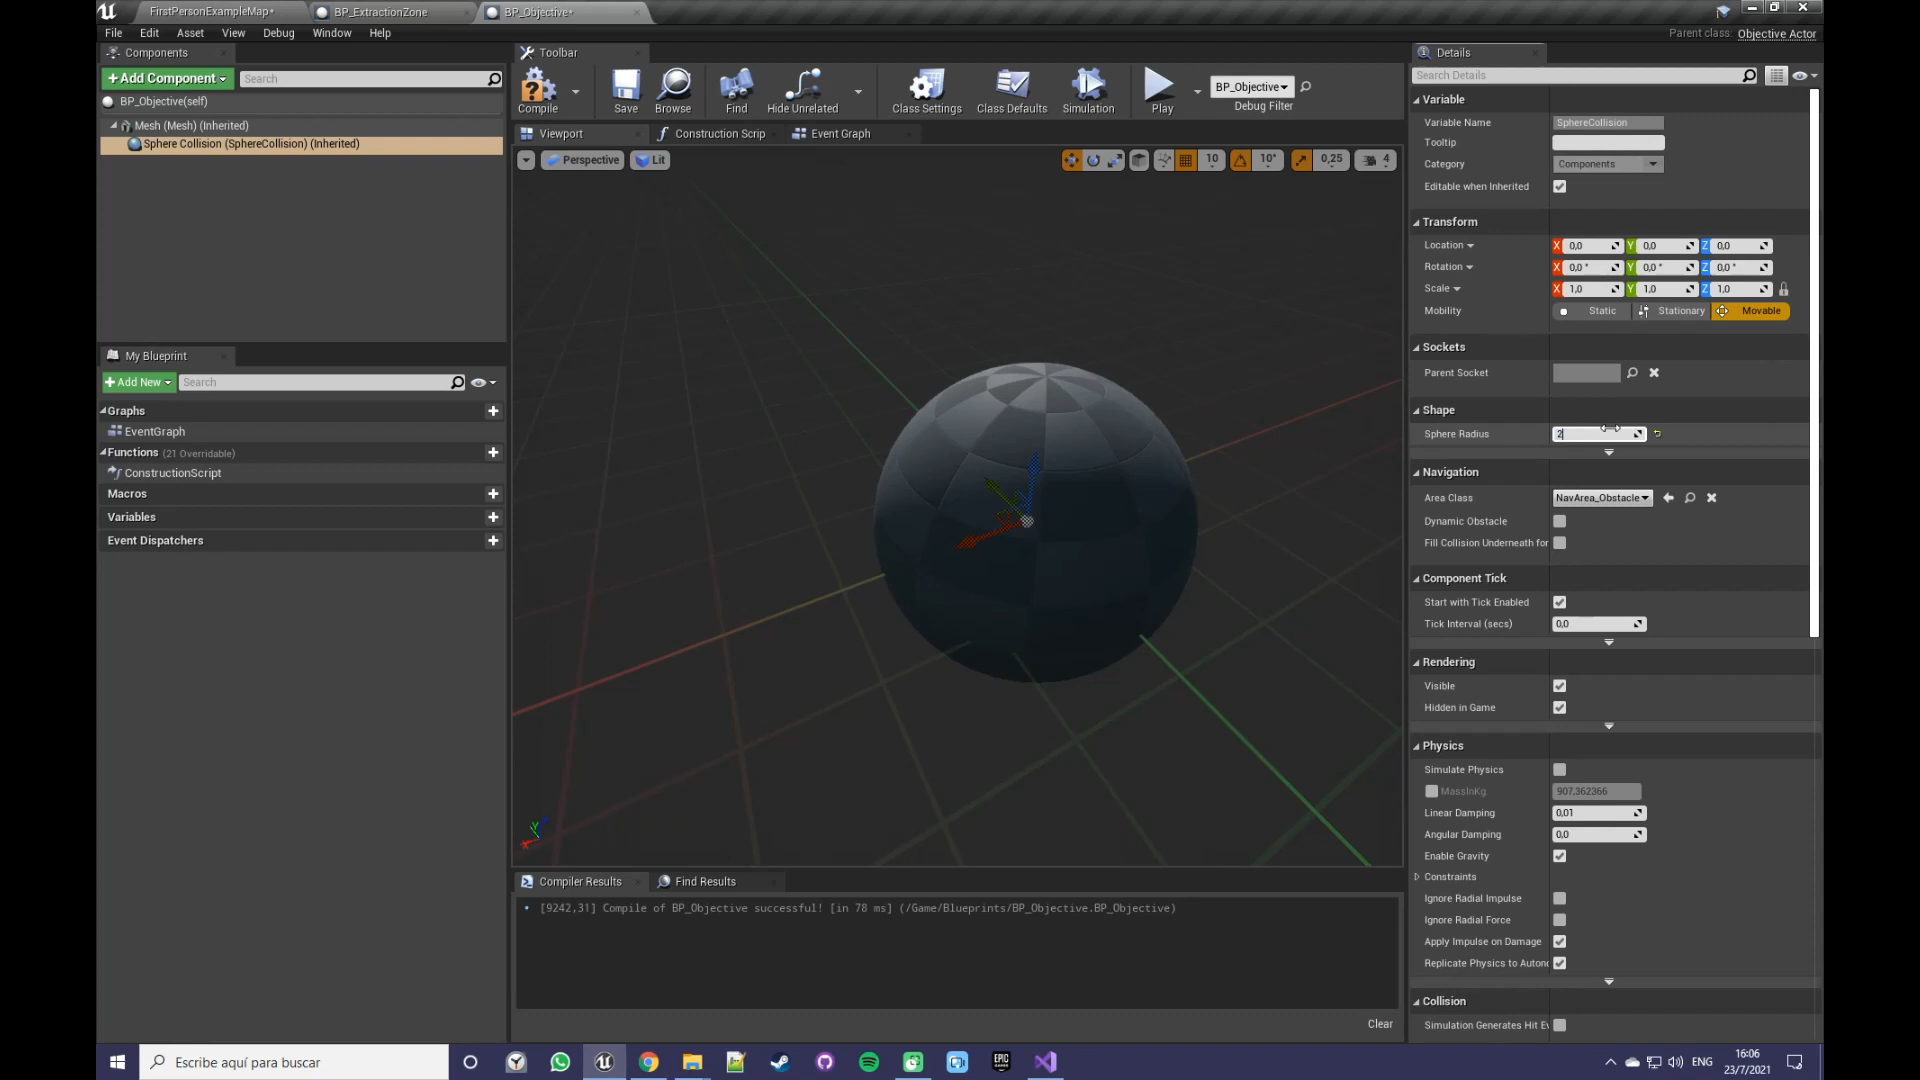 FirstPersonExampleMap*
BP_ExtractionZone
BP_Objective*
File Edit Asset View Debug Window Help
Parent class: Objective Actor
Components
+Add Component
Search
BP_Objective(self)
Mesh (Mesh) (Inherited)
Sphere Collision (SphereCollision) (Inherited)
My Blueprint
+Add New
Search
Graphs
EventGraph
Functions (21 Overridable)
ConstructionScript
Macros
Variables
Event Dispatchers
Toolbar
Compile
Save
Browse
Find
Hide Unrelated
Class Settings
Class Defaults
Simulation
Play
BP_Objective
Debug Filter
Viewport
Construction Scrip
Event Graph
Perspective
Lit
10
10°
0,25
4
X
Y
Z
Compiler Results
Find Results
[9242,31] Compile of BP_Objective successful! [in 78 ms] (/Game/Blueprints/BP_Objective.BP_Objective)
Clear
Details
Search Details
Variable
Variable Name SphereCollision
Tooltip
Category Components
Editable when Inherited
Transform
Location X 0,0 Y 0,0 Z 0,0
Rotation X 0,0 ° Y 0,0 ° Z 0,0 °
Scale X 1,0 Y 1,0 Z 1,0
Mobility Static Stationary Movable
Sockets
Parent Socket
Shape
Sphere Radius 2
Navigation
Area Class NavArea_Obstacle
Dynamic Obstacle
Fill Collision Underneath for
Component Tick
Start with Tick Enabled
Tick Interval (secs) 0,0
Rendering
Visible
Hidden in Game
Physics
Simulate Physics
MassInKg 907,362366
Linear Damping 0,01
Angular Damping 0,0
Enable Gravity
Constraints
Ignore Radial Impulse
Ignore Radial Force
Apply Impulse on Damage
Replicate Physics to Auton
Collision
Simulation Generates Hit Ev
Escribe aquí para buscar
EPIC GAMES
ENG
16:06
23/7/2021